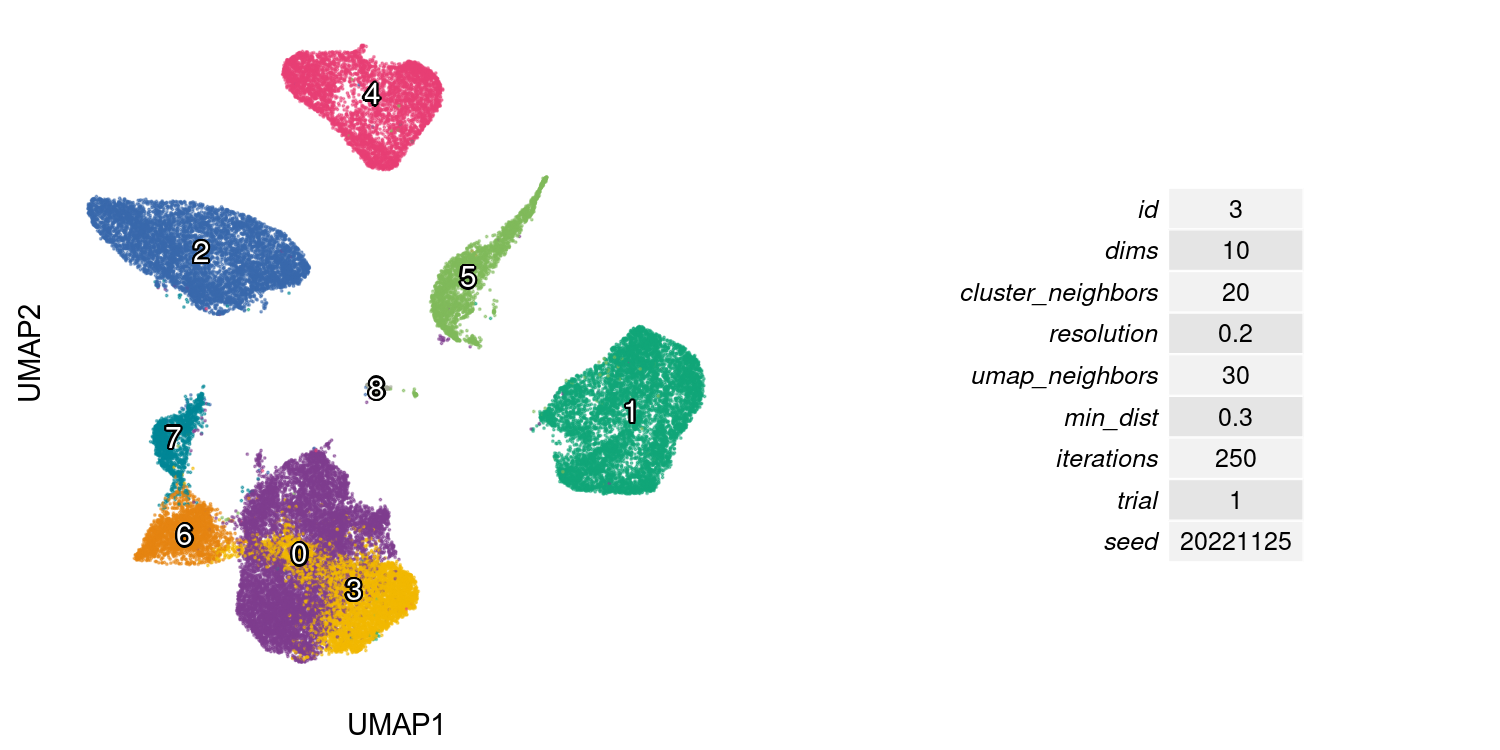 4
2
5
8
1
7
6
0
3
UMAP2
UMAP1
id 3
dims 10
cluster_neighbors 20
resolution 0.2
umap_neighbors 30
min_dist 0.3
iterations 250
trial 1
seed 20221125